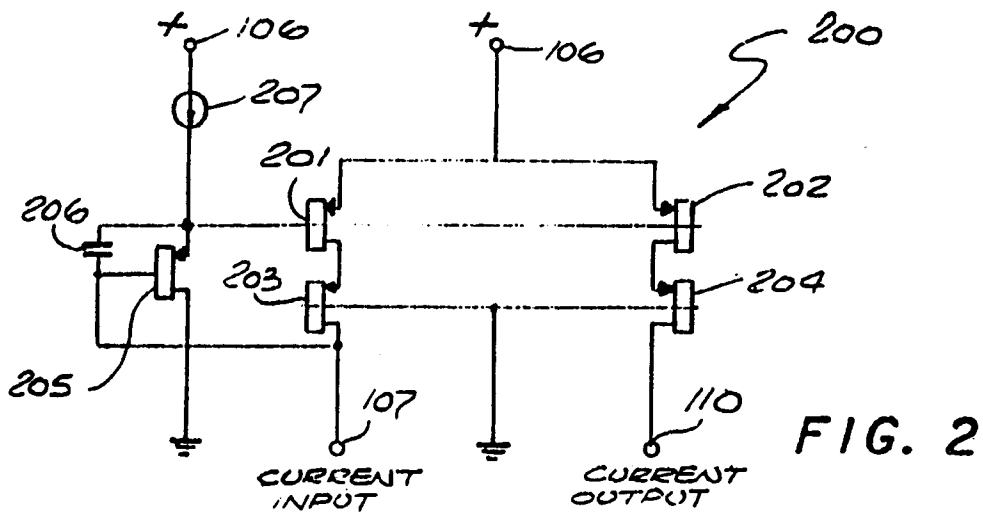 + 106
+ 106
200
207
201
202
206
203
204
205
107
110
CURRENT
INPUT
CURRENT
OUTPUT
FIG. 2